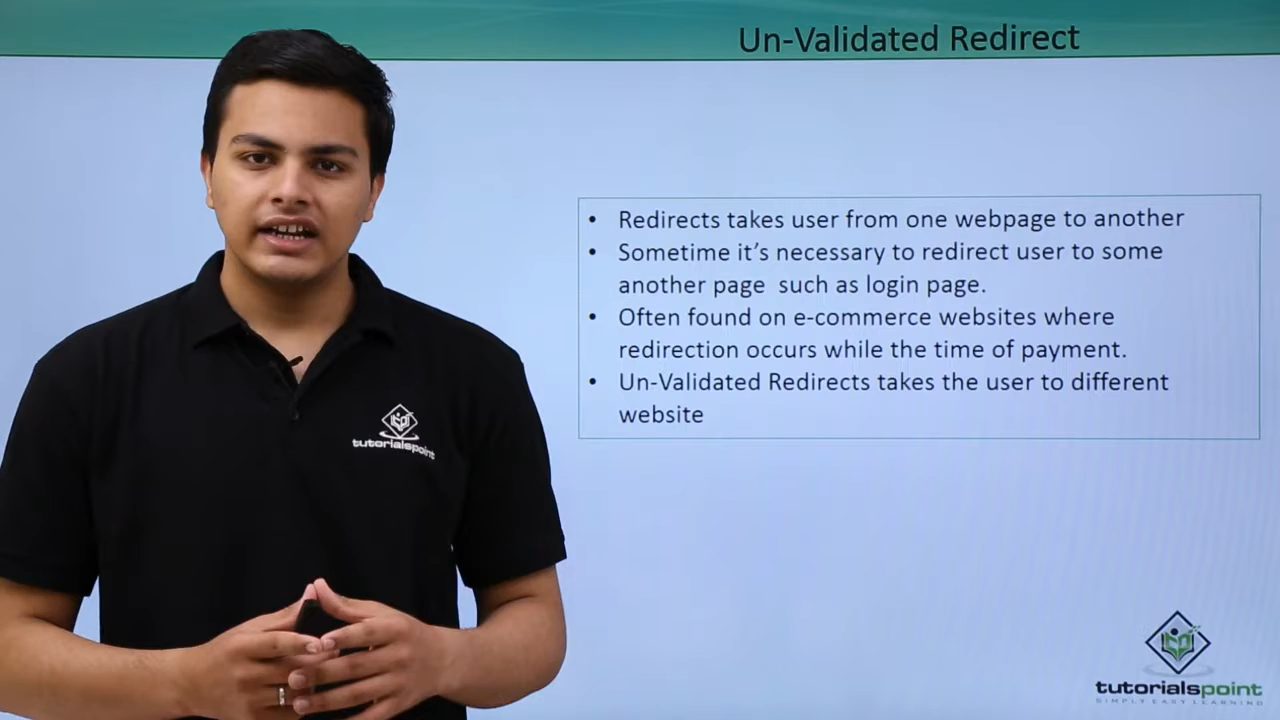 Un-Validated Redirect
• Redirects takes user from one webpage to another
• Sometime it's necessary to redirect user to some
another page such as login page.
• Often found on e-commerce websites where
redirection occurs while the time of payment.
• Un-Validated Redirects takes the user to different
website
tutorialspoint
tutorialspoint
SIMPLY EASY LEARNING